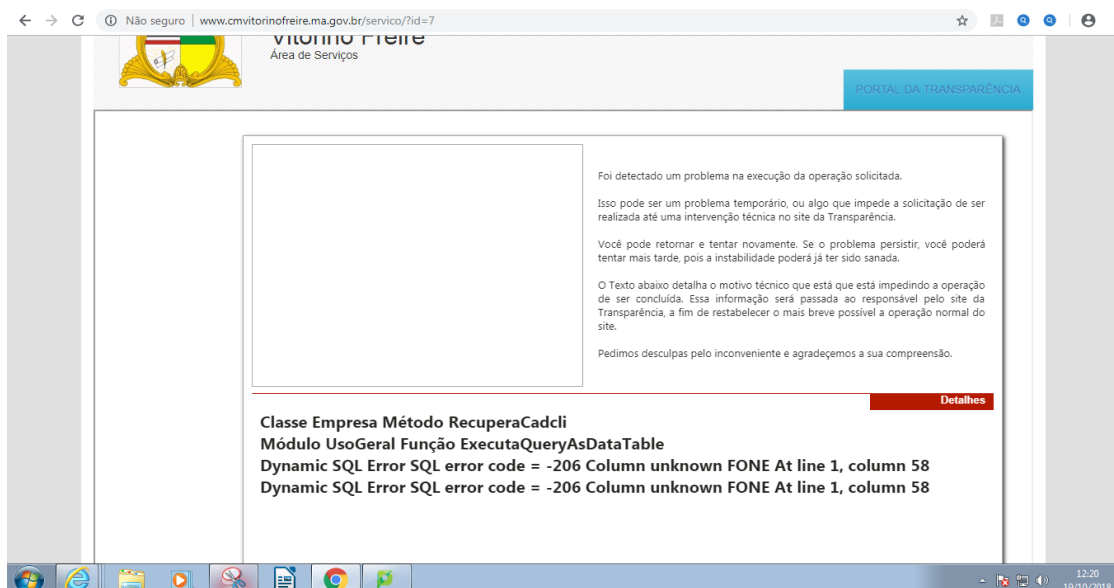 Não seguro | www.cmvitorinofreire.ma.gov.br/servico/?id=7
Vitorino Freire
Área de Serviços
PORTAL DA TRANSPARÊNCIA
Foi detectado um problema na execução da operação solicitada.
Isso pode ser um problema temporário, ou algo que impede a solicitação de ser
realizada até uma intervenção técnica no site da Transparência.
Você pode retornar e tentar novamente. Se o problema persistir, você poderá
tentar mais tarde, pois a instabilidade poderá já ter sido sanada.
O Texto abaixo detalha o motivo técnico que está que está impedindo a operação
de ser concluída. Essa informação será passada ao responsável pelo site da
Transparência, a fim de restabelecer o mais breve possível a operação normal do
site.
Pedimos desculpas pelo inconveniente e agradeçemos a sua compreensão.
Detalhes
Classe Empresa Método RecuperaCadcli
Módulo UsoGeral Função ExecutaQueryAsDataTable
Dynamic SQL Error SQL error code = -206 Column unknown FONE At line 1, column 58
Dynamic SQL Error SQL error code = -206 Column unknown FONE At line 1, column 58
12:20
19/10/2018